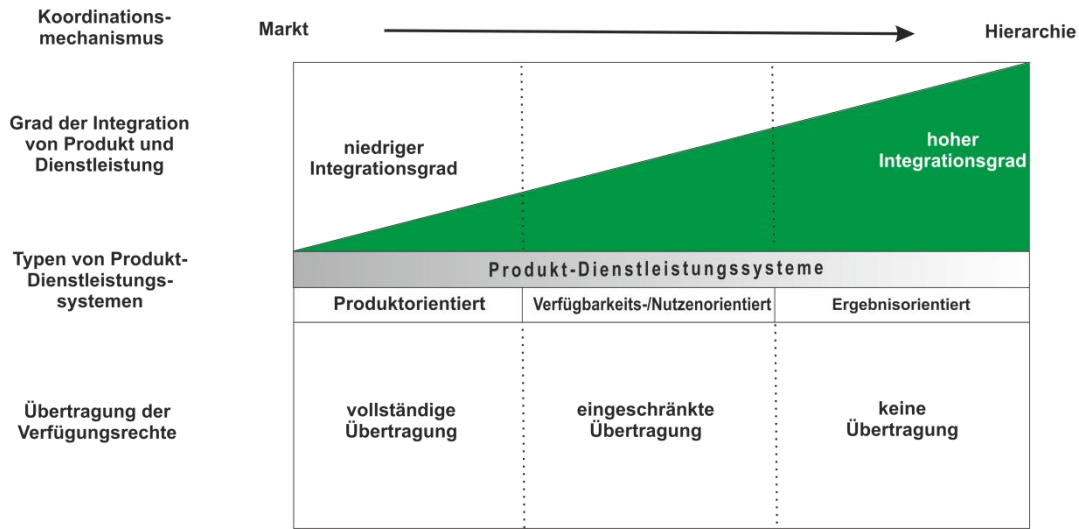 Koordinations-
mechanismus
Markt
Hierarchie
Grad der Integration
von Produkt und
Dienstleistung
niedriger
Integrationsgrad
hoher
Integrationsgrad
Typen von Produkt-
Dienstleistungs-
systemen
Produkt-Dienstleistungssysteme
Produktorientiert
Verfügbarkeits-/Nutzenorientiert
Ergebnisorientiert
Übertragung der
Verfügungsrechte
vollständige
Übertragung
eingeschränkte
Übertragung
keine
Übertragung